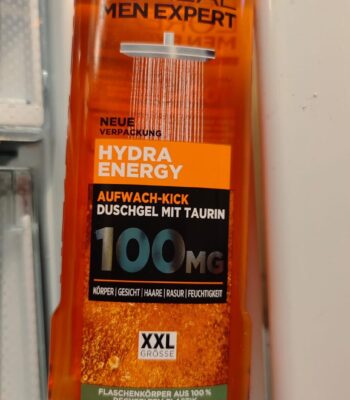 MEN EXPERT
NEUE
VERPACKUNG
HYDRA
ENERGY
AUFWACH-KICK
DUSCHGEL MIT TAURIN
100MG
KÖRPER | GESICHT | HAARE | RASUR | FEUCHTIGKEIT
XXL
GRÖSSE
FLASCHENKÖRPER AUS 100 %